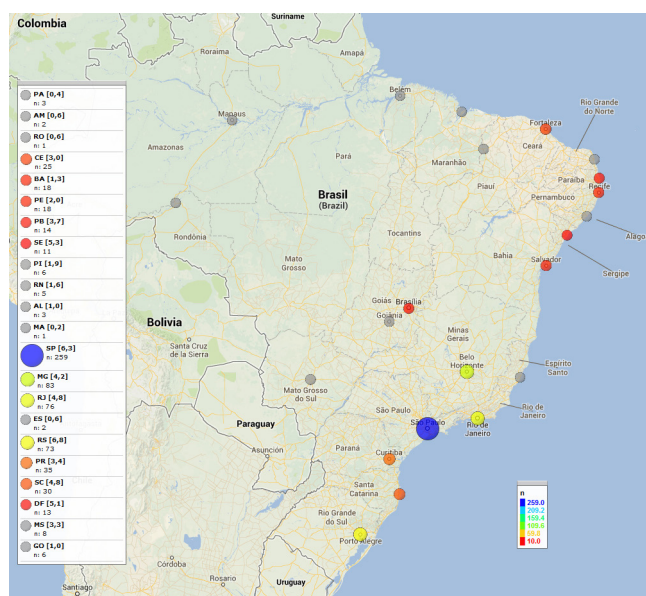 Colombia
Suriname
Roraima
Amapá
PA [0,4]
n: 3
AM [0,6]
n: 2
RO [0,6]
n: 1
CE [3,0]
n: 25
BA [1,3]
n: 18
PE [2,0]
n: 18
PB [3,7]
n: 14
SE [5,3]
n: 11
PI [1,9]
n: 6
RN [1,6]
n: 5
AL [1,0]
n: 3
MA [0,2]
n: 1
SP [6,3]
n: 259
MG [4,2]
n: 83
RJ [4,8]
n: 76
ES [0,6]
n: 2
RS [6,8]
n: 73
PR [3,4]
n: 35
SC [4,8]
n: 30
DF [5,1]
n: 13
MS [3,3]
n: 8
GO [1,0]
n: 6
Belém
Manaus
Amazonas
Pará
Maranhão
Fortaleza
Ceará
Rio Grande
do Norte
Piauí
Paraíba
Recife
Pernambuco
Brasil
(Brazil)
Tocantins
Alago
Rondônia
Mato
Grosso
Bahia
Sergipe
Salvador
Goiás
Brasília
Goiânia
Bolivia
Santa Cruz
de la Sierra
Minas
Gerais
Belo
Horizonte
Espírito
Santo
Mato Grosso
do Sul
São Paulo
São Paulo
Rio de
Janeiro
Rio de
Janeiro
Paraguay
Asunción
Paraná
Curitiba
Santa
Catarina
Rio Grande
do Sul
Porto Alegre
Córdoba
Rosario
Santiago
Uruguay
n
259.0
209.2
159.4
109.6
59.8
10.0